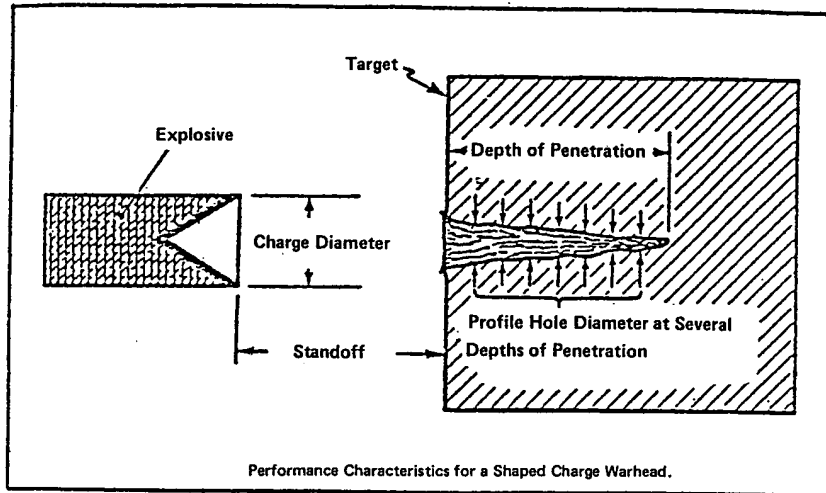 Target
Explosive
Depth of Penetration
Charge Diameter
Profile Hole Diameter at Several
Standoff
Depths of Penetration
Performance Characteristics for a Shaped Charge Warhead.